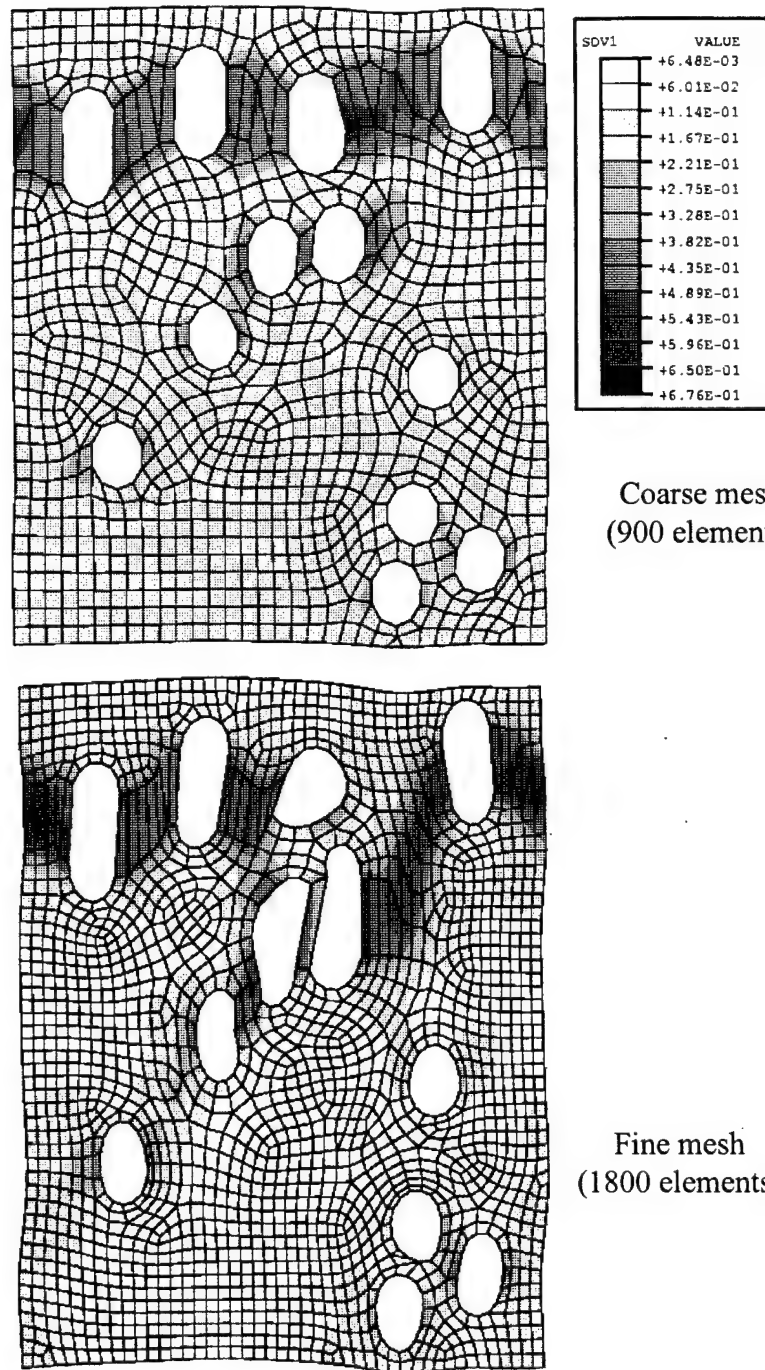 SDV1 VALUE
+6.48E-03
+6.01E-02
+1.14E-01
+1.67E-01
+2.21E-01
+2.75E-01
+3.28E-01
+3.82E-01
+4.35E-01
+4.89E-01
+5.43E-01
+5.96E-01
+6.50E-01
+6.76E-01
Coarse mes
(900 element
Fine mesh
(1800 elements